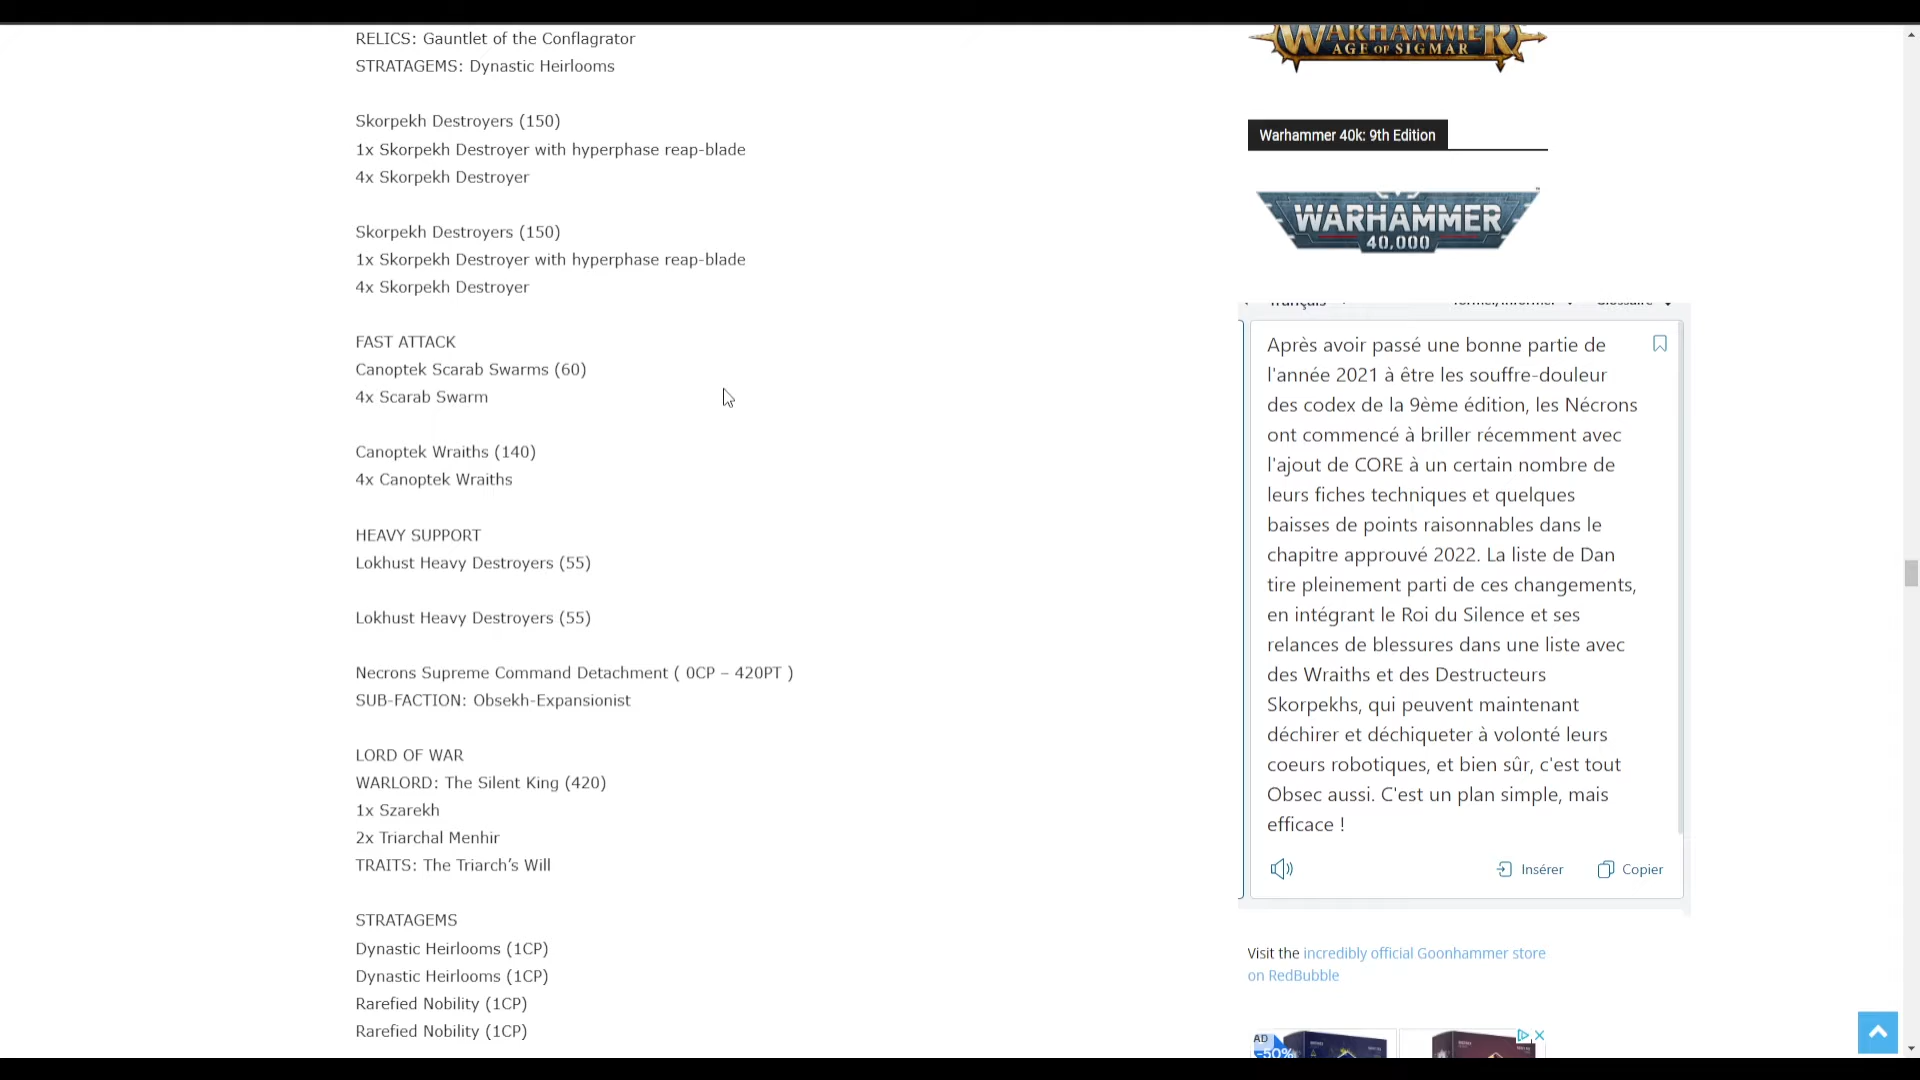 RELICS: Gauntlet of the Conflagrator
STRATAGEMS: Dynastic Heirlooms
Skorpekh Destroyers (150)
1x Skorpekh Destroyer with hyperphase reap-blade
4x Skorpekh Destroyer
Skorpekh Destroyers (150)
1x Skorpekh Destroyer with hyperphase reap-blade
4x Skorpekh Destroyer
FAST ATTACK
Canoptek Scarab Swarms (60)
4x Scarab Swarm
Canoptek Wraiths (140)
4x Canoptek Wraiths
HEAVY SUPPORT
Lokhust Heavy Destroyers (55)
Lokhust Heavy Destroyers (55)
Necrons Supreme Command Detachment ( 0CP – 420PT )
SUB-FACTION: Obsekh-Expansionist
LORD OF WAR
WARLORD: The Silent King (420)
1x Szarekh
2x Triarchal Menhir
TRAITS: The Triarch’s Will
STRATAGEMS
Dynastic Heirlooms (1CP)
Dynastic Heirlooms (1CP)
Rarefied Nobility (1CP)
Rarefied Nobility (1CP)
WARHAMMER
AGE OF SIGMAR
Warhammer 40k: 9th Edition
WARHAMMER
40,000
français
Glossaire
Après avoir passé une bonne partie de
l'année 2021 à être les souffre-douleur
des codex de la 9ème édition, les Nécrons
ont commencé à briller récemment avec
l'ajout de CORE à un certain nombre de
leurs fiches techniques et quelques
baisses de points raisonnables dans le
chapitre approuvé 2022. La liste de Dan
tire pleinement parti de ces changements,
en intégrant le Roi du Silence et ses
relances de blessures dans une liste avec
des Wraiths et des Destructeurs
Skorpekhs, qui peuvent maintenant
déchirer et déchiqueter à volonté leurs
coeurs robotiques, et bien sûr, c'est tout
Obsec aussi. C'est un plan simple, mais
efficace !
Insérer
Copier
Visit the incredibly official Goonhammer store
on RedBubble
AD
-50%